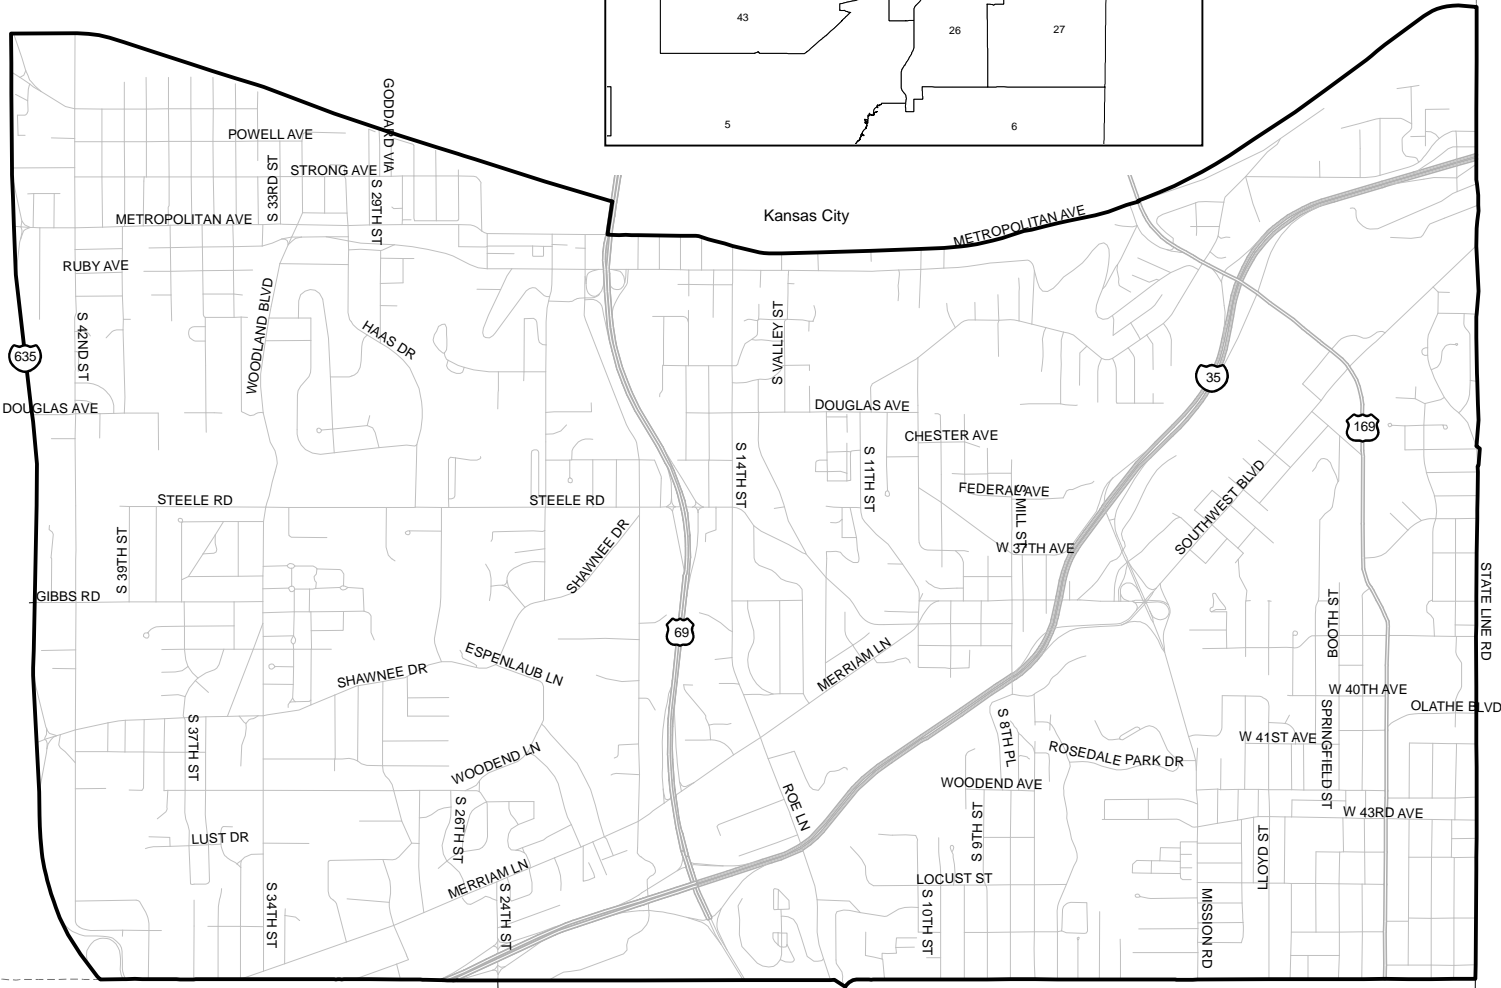 43
26
27
5
6
GODDARD VIA
POWELL AVE
S 33RD ST
STRONG AVE
S 29TH ST
METROPOLITAN AVE
Kansas City
METROPOLITAN AVE
RUBY AVE
WOODLAND BLVD
S 42ND ST
HAAS DR
S VALLEY ST
635
35
DOUGLAS AVE
DOUGLAS AVE
169
CHESTER AVE
S 14TH ST
S 11TH ST
FEDERAL AVE
S MILL ST
STEELE RD
STEELE RD
SOUTHWEST BLVD
SHAWNEE DR
W 37TH AVE
S 39TH ST
GIBBS RD
BOOTH ST
STATE LINE RD
69
ESPENLAUB LN
MERRIAM LN
SHAWNEE DR
W 40TH AVE
OLATHE BLVD
S 37TH ST
S 8TH PL
W 41ST AVE
SPRINGFIELD ST
ROSEDALE PARK DR
WOODEND LN
WOODEND AVE
ROE LN
S 26TH ST
S 9TH ST
W 43RD AVE
LUST DR
LLOYD ST
MERRIAM LN
LOCUST ST
S 34TH ST
S 24TH ST
S 10TH ST
MISSION RD